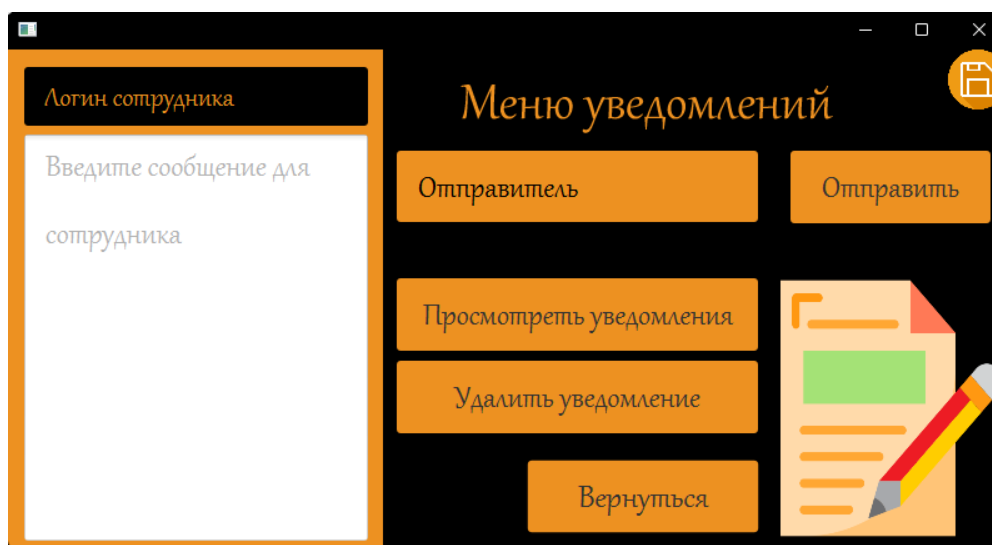 Логин сотрудника
Введите сообщение для
сотрудника
Меню уведомлений
Отправитель
Отправить
Просмотреть уведомления
Удалить уведомление
Вернуться